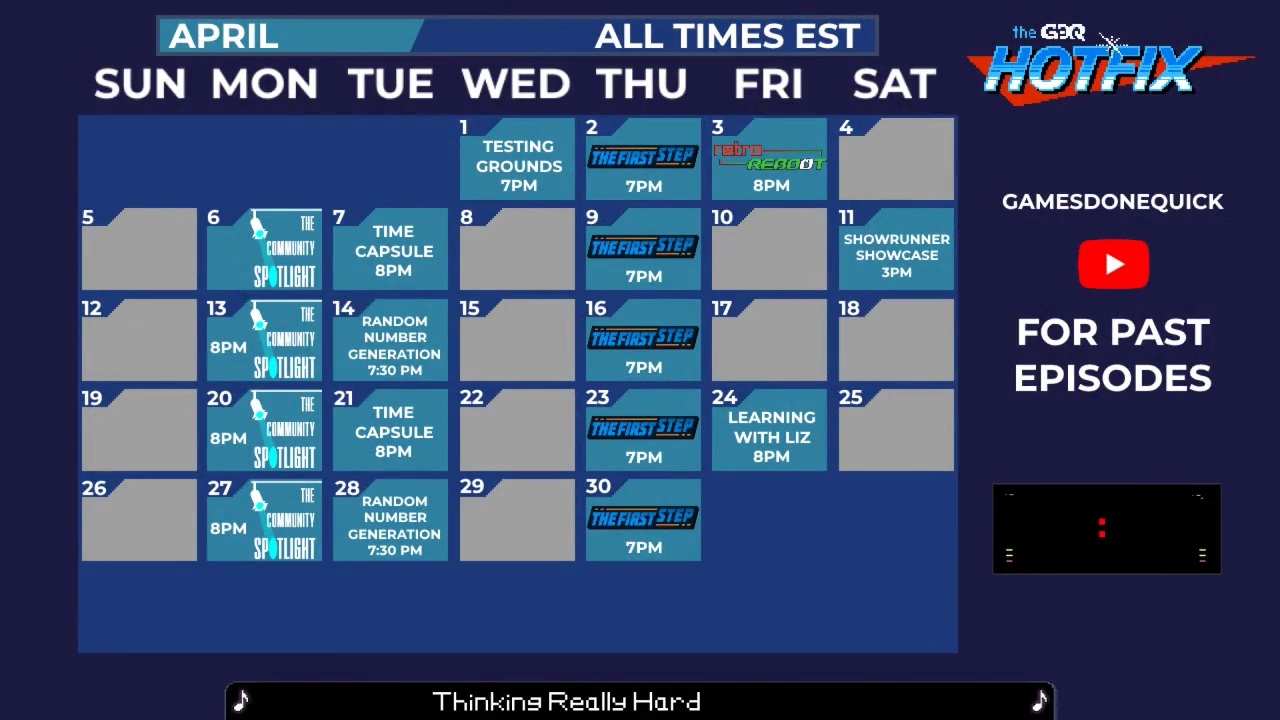 APRIL
ALL TIMES EST
the GDQ
HOTFIX
SUN MON TUE WED THU FRI SAT
1
TESTING
GROUNDS
7PM
2
THE FIRST STEP
7PM
3
retro
REBOOT
8PM
4
5
6
THE
COMMUNITY
SPOTLIGHT
7
TIME
CAPSULE
8PM
8
9
THE FIRST STEP
7PM
10
11
SHOWRUNNER
SHOWCASE
3PM
12
13
8PM
THE
COMMUNITY
SPOTLIGHT
14
RANDOM
NUMBER
GENERATION
7:30 PM
15
16
THE FIRST STEP
7PM
17
18
19
20
8PM
THE
COMMUNITY
SPOTLIGHT
21
TIME
CAPSULE
8PM
22
23
THE FIRST STEP
7PM
24
LEARNING
WITH LIZ
8PM
25
26
27
8PM
THE
COMMUNITY
SPOTLIGHT
28
RANDOM
NUMBER
GENERATION
7:30 PM
29
30
THE FIRST STEP
7PM
GAMESDONEQUICK
FOR PAST
EPISODES
:
Thinking Really Hard